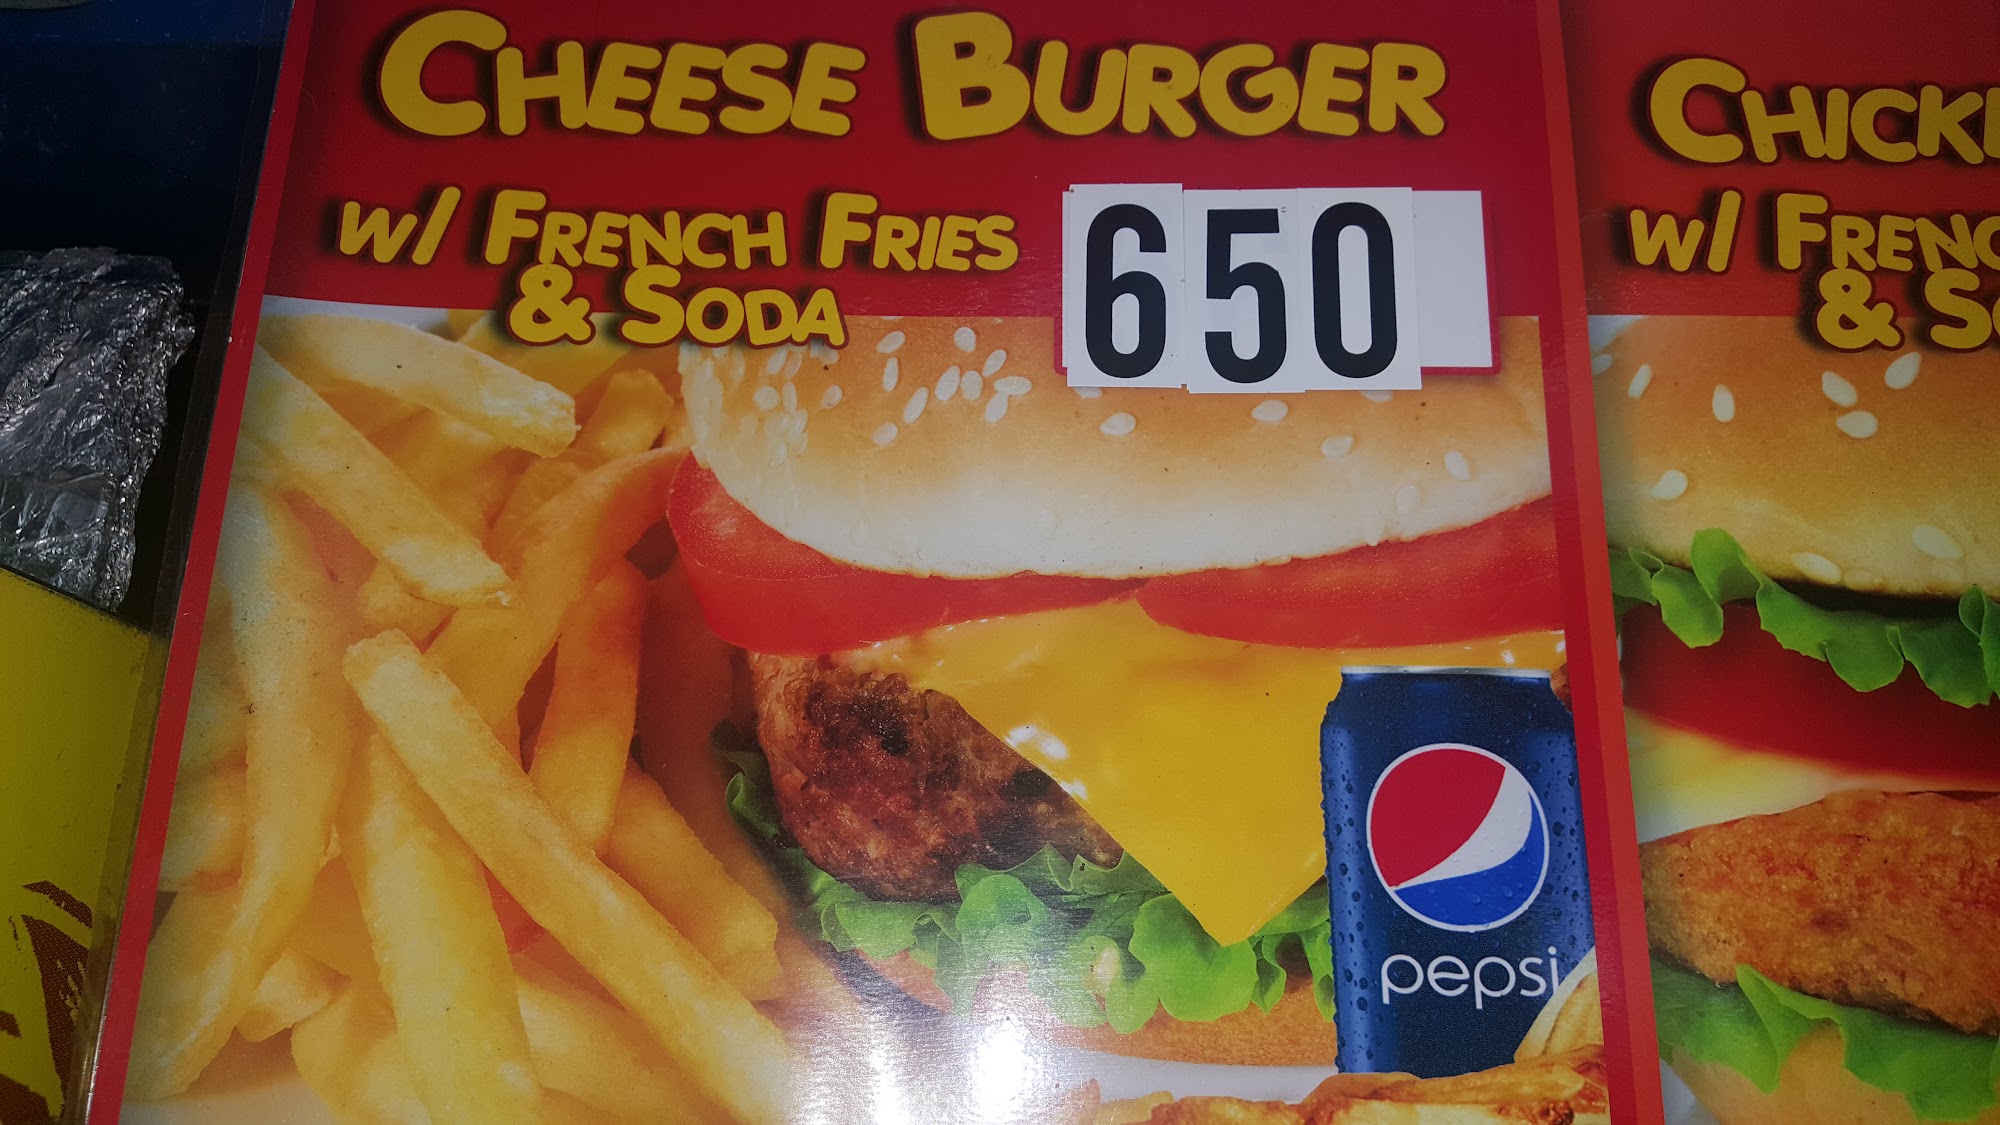 CHEESE BURGER
W/ FRENCH FRIES
& SODA
650
pepsi
W/
&